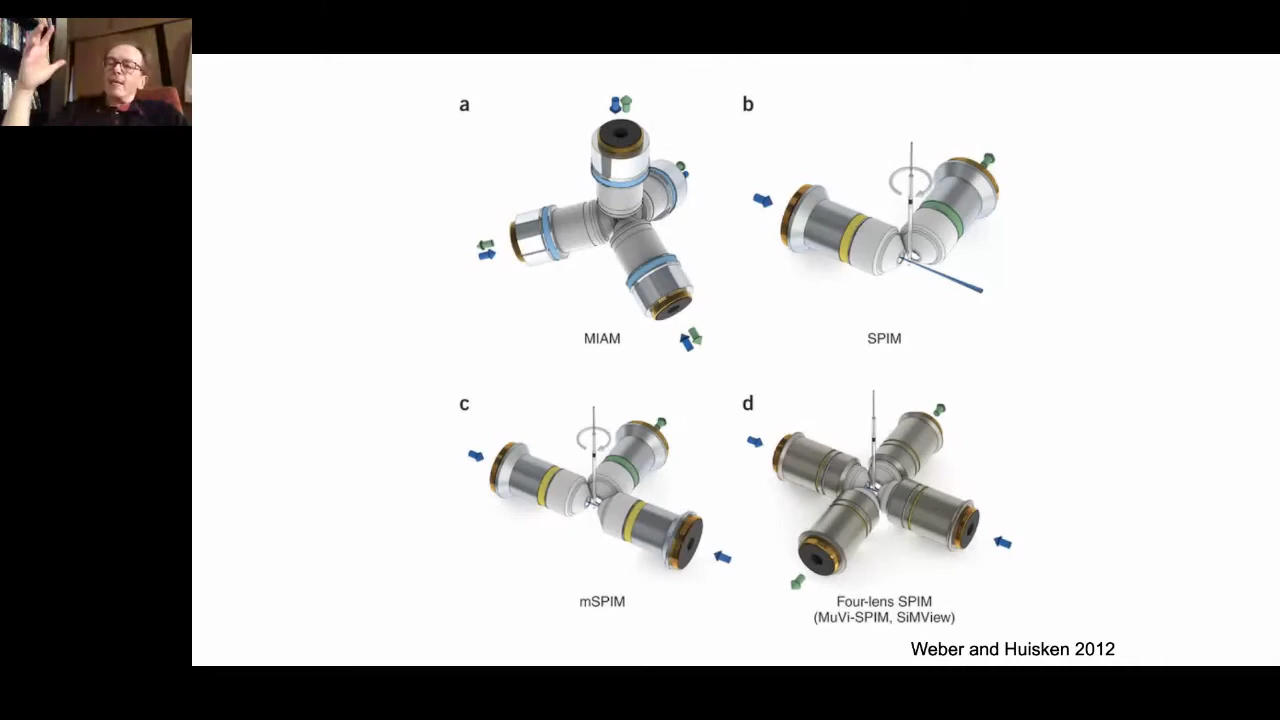 a
b
MIAM
SPIM
c
d
mSPIM
Four-lens SPIM
(MuVi-SPIM, SiMView)
Weber and Huisken 2012